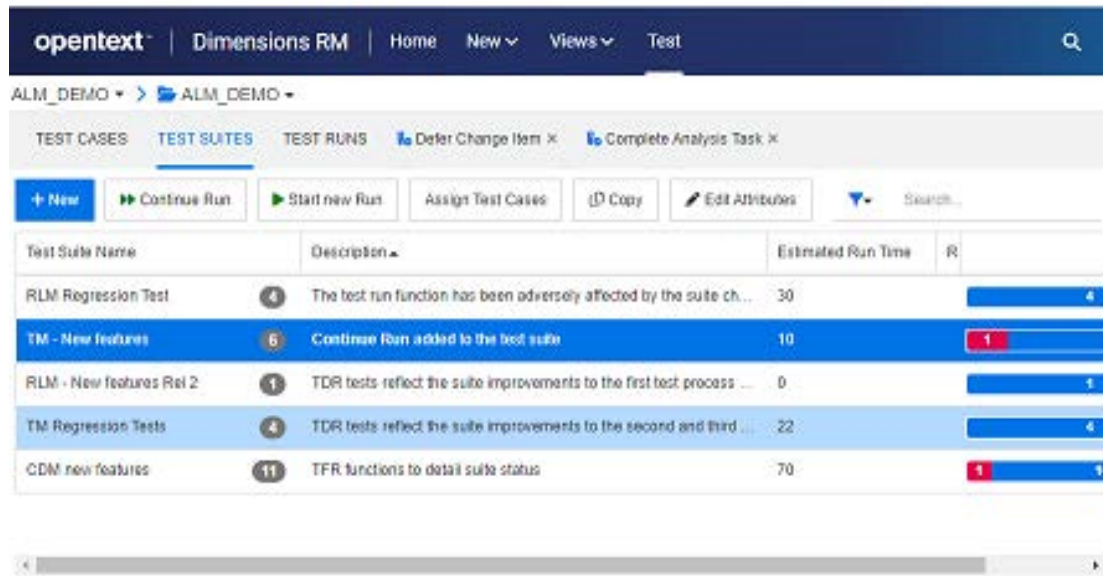 opentext | Dimensions RM | Home New Views Test
ALM_DEMO > ALM_DEMO
TEST CASES TEST SUITES TEST RUNS Defer Change Item × Complete Analysis Task ×
+ New Continue Run Start new Run Assign Test Cases Copy Edit Attributes Search...
Test Suite Name Description Estimated Run Time R
RLM Regression Test 4 The test run function has been adversely affected by the suite ch... 30 4
TM - New features 6 Continue Run added to the test suite 10 1
RLM - New features Rel 2 1 TDR tests reflect the suite improvements to the first test process ... 0 1
TM Regression Tests 4 TDR tests reflect the suite improvements to the second and third ... 22 4
CDM new features 11 TFR functions to detail suite status 70 1 1